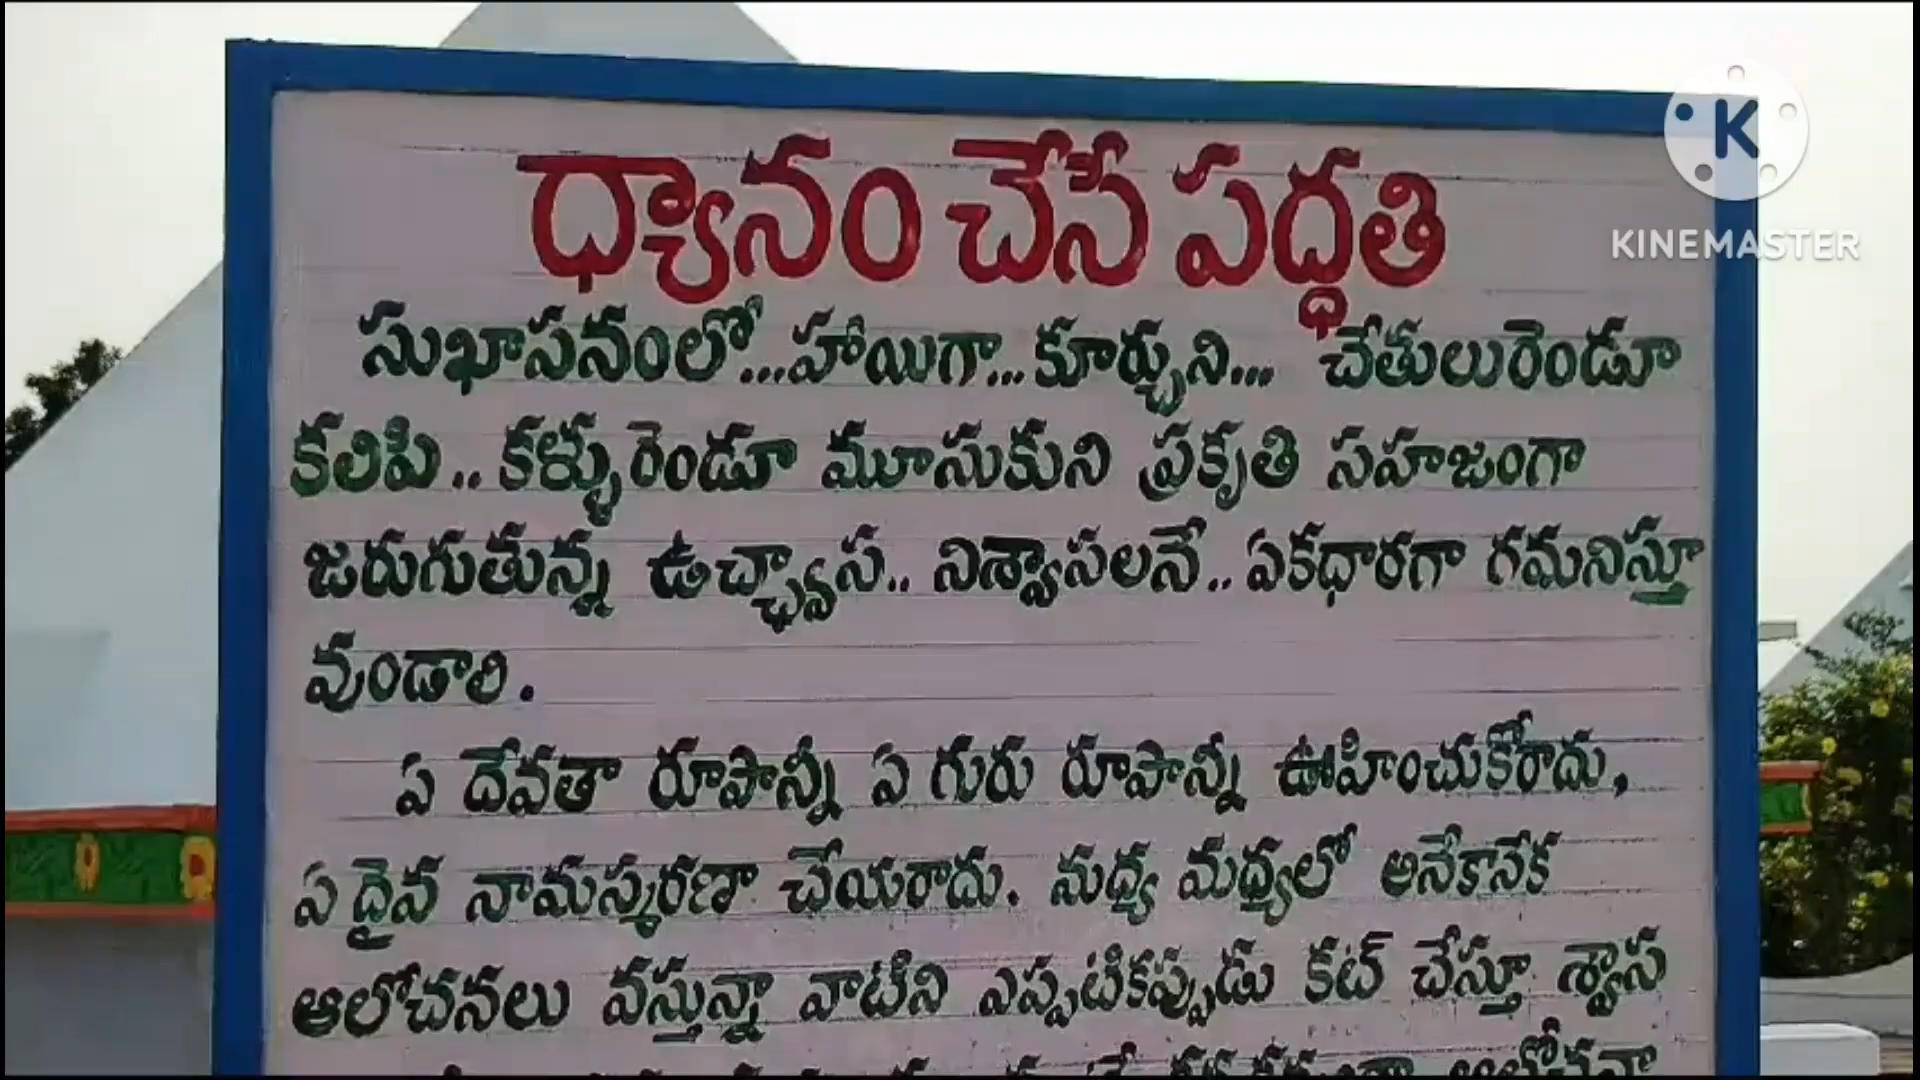 ధ్యానం చేసే పద్ధతి
సుఖాసనంలో...హాయిగా...కూర్చుని... చేతులురెండూ
కలిపి.. కళ్ళురెండూ మూసుకుని ప్రకృతి సహజంగా
జరుగుతున్న ఉచ్ఛ్వాస.. నిశ్వాసలనే.. ఏకధారగా గమనిస్తూ
వుండాలి.
ఏ దేవతా రూపాన్నీ ఏ గురు రూపాన్నీ ఊహించుకోరాదు,
ఏ దైవ నామస్మరణా చేయరాదు. మధ్య మధ్యలో అనేకానేక
ఆలోచనలు వస్తున్నా వాటిని ఎప్పటికప్పుడు కట్ చేస్తూ శ్వాస
K
KINEMASTER